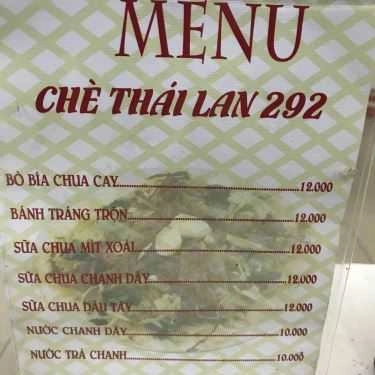 MENU
CHÈ THÁI LAN 292
BÒ BÍA CHUA CAY 12.000
BÁNH TRÁNG TRỘN 12.000
SỮA CHUA MÍT XOÀI 12.000
SỮA CHUA CHANH DÂY 12.000
SỮA CHUA DÂU TÂY 12.000
NƯỚC CHANH DÂY 10.000
NƯỚC TRÀ CHANH 10.000